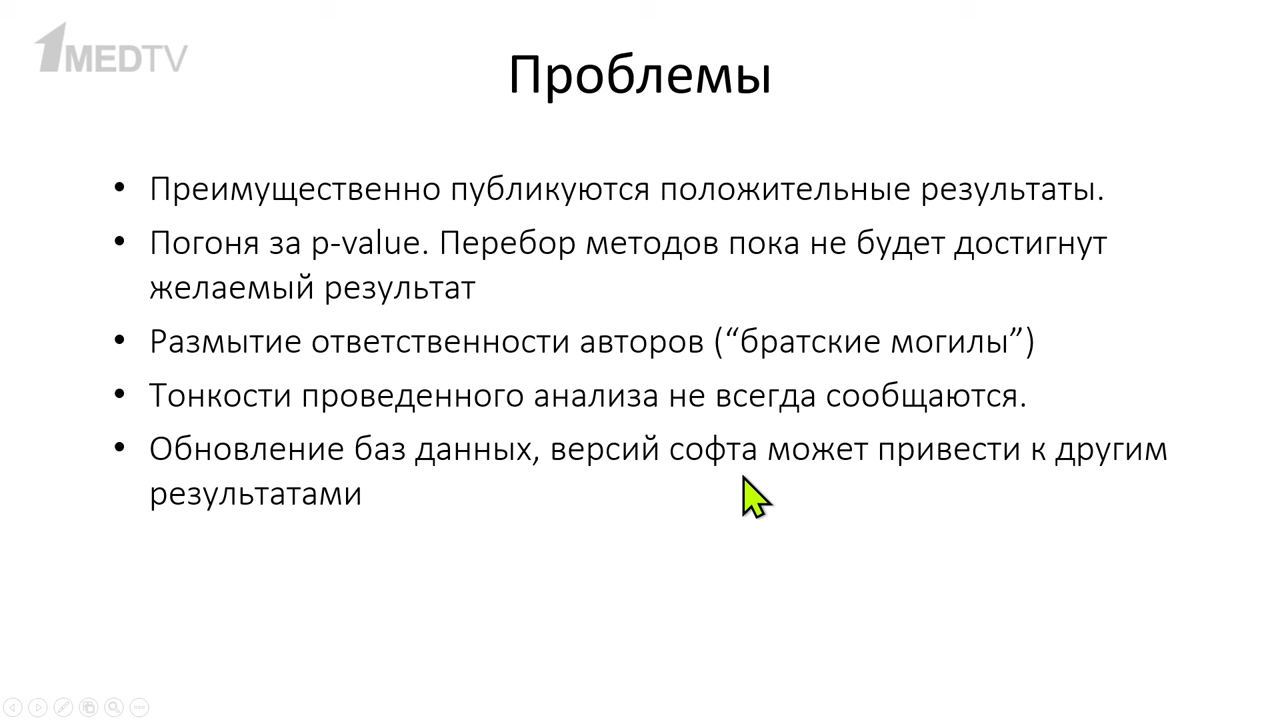 1MEDTV
Проблемы
• Преимущественно публикуются положительные результаты.
• Погоня за p-value. Перебор методов пока не будет достигнут
желаемый результат
• Размытие ответственности авторов (“братские могилы”)
• Тонкости проведенного анализа не всегда сообщаются.
• Обновление баз данных, версий софта может привести к другим
результатами